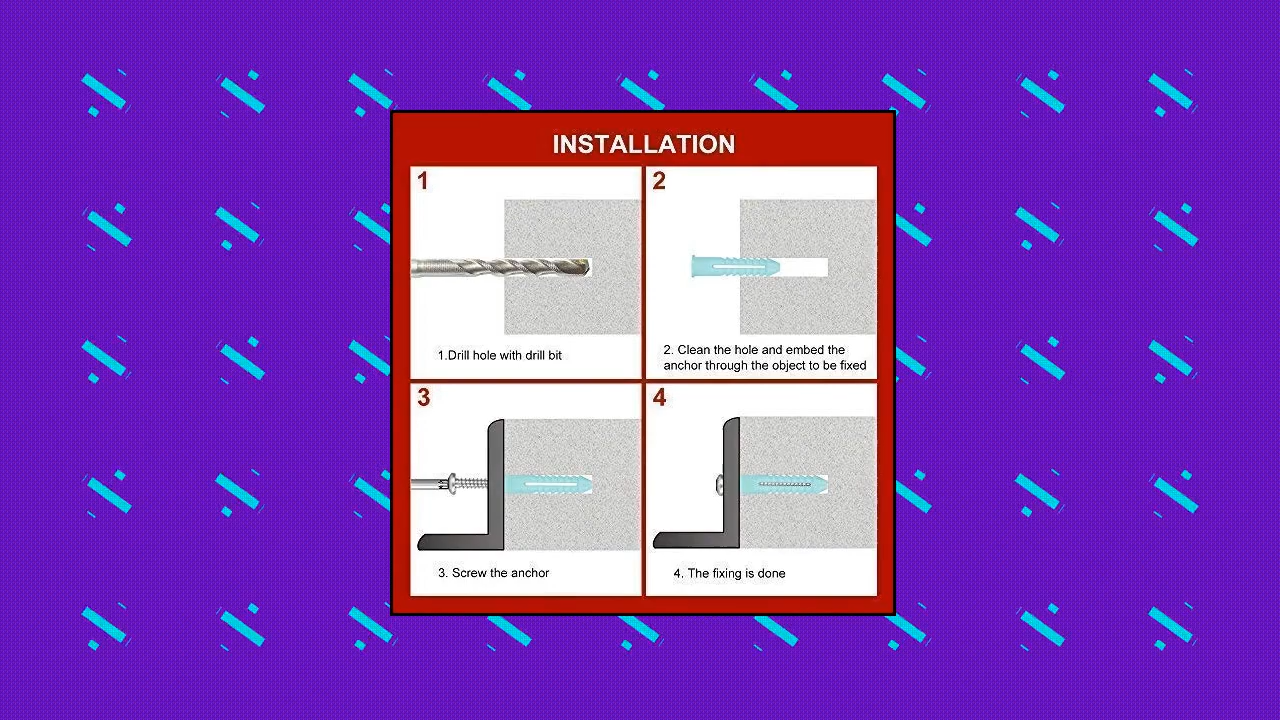 INSTALLATION
1
2
1.Drill hole with drill bit
2. Clean the hole and embed the
anchor through the object to be fixed
3
4
3. Screw the anchor
4. The fixing is done